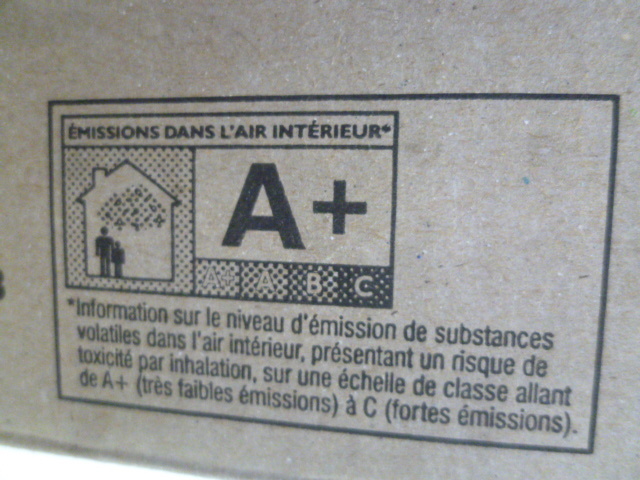 ÉMISSIONS DANS L'AIR INTÉRIEUR*
A+
A+ A B C
*Information sur le niveau d'émission de substances
volatiles dans l'air intérieur, présentant un risque de
toxicité par inhalation, sur une échelle de classe allant
de A+ (très faibles émissions) à C (fortes émissions).